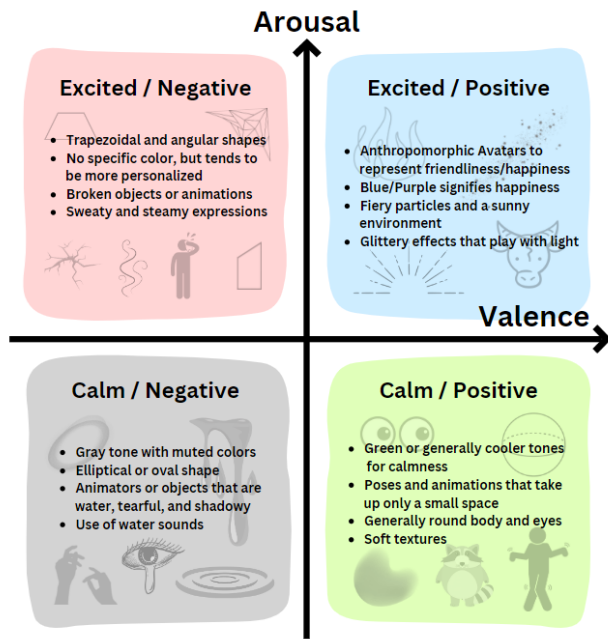 Arousal
Excited / Negative
• Trapezoidal and angular shapes
• No specific color, but tends to
be more personalized
• Broken objects or animations
• Sweaty and steamy expressions
Excited / Positive
• Anthropomorphic Avatars to
represent friendliness/happiness
• Blue/Purple signifies happiness
• Fiery particles and a sunny
environment
• Glittery effects that play with light
Valence
Calm / Negative
• Gray tone with muted colors
• Elliptical or oval shape
• Animators or objects that are
water, tearful, and shadowy
• Use of water sounds
Calm / Positive
• Green or generally cooler tones
for calmness
• Poses and animations that take
up only a small space
• Generally round body and eyes
• Soft textures